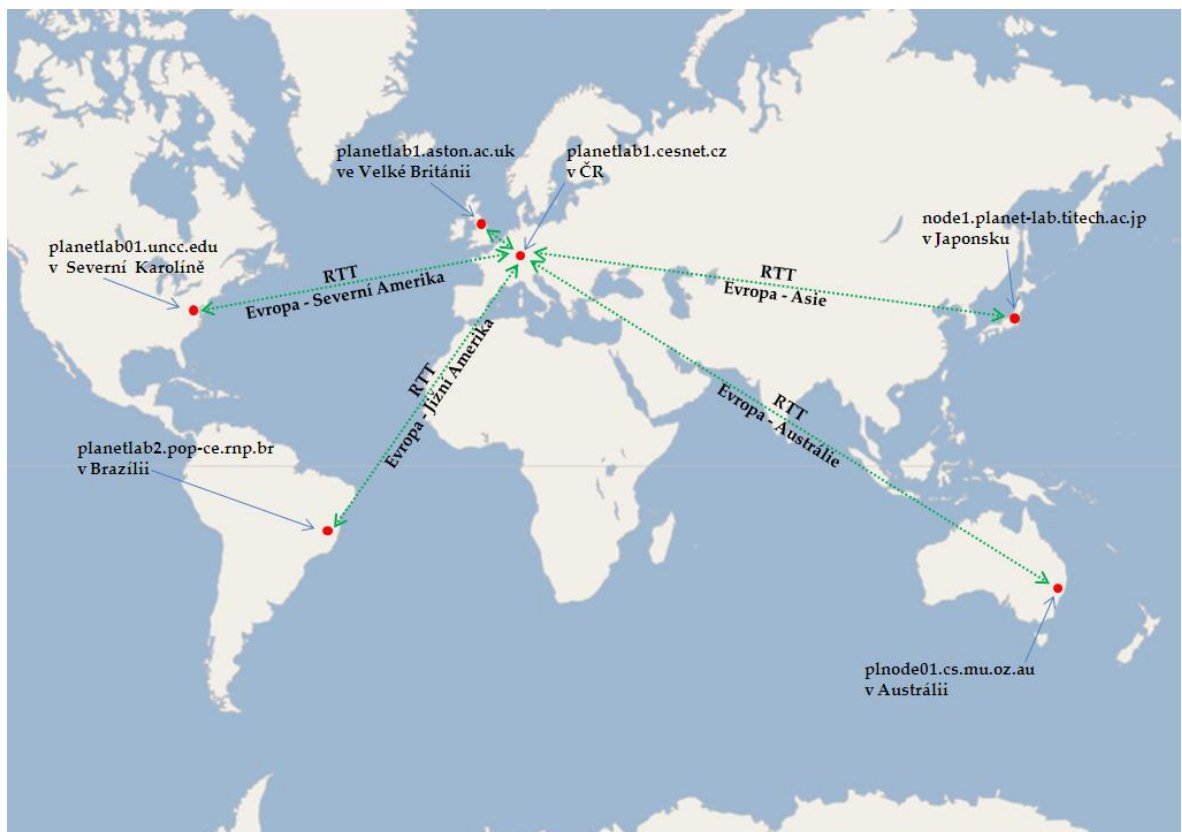 planetlab1.aston.ac.uk
ve Velké Británii
planetlab1.cesnet.cz
v ČR
node1.planet-lab.titech.ac.jp
v Japonsku
planetlab01.uncc.edu
v Severní Karolíně
RTT
Evropa - Severní Amerika
RTT
Evropa - Asie
RTT
Evropa - Jižní Amerika
RTT
Evropa - Austrálie
planetlab2.pop-ce.rnp.br
v Brazílii
plnode01.cs.mu.oz.au
v Austrálii